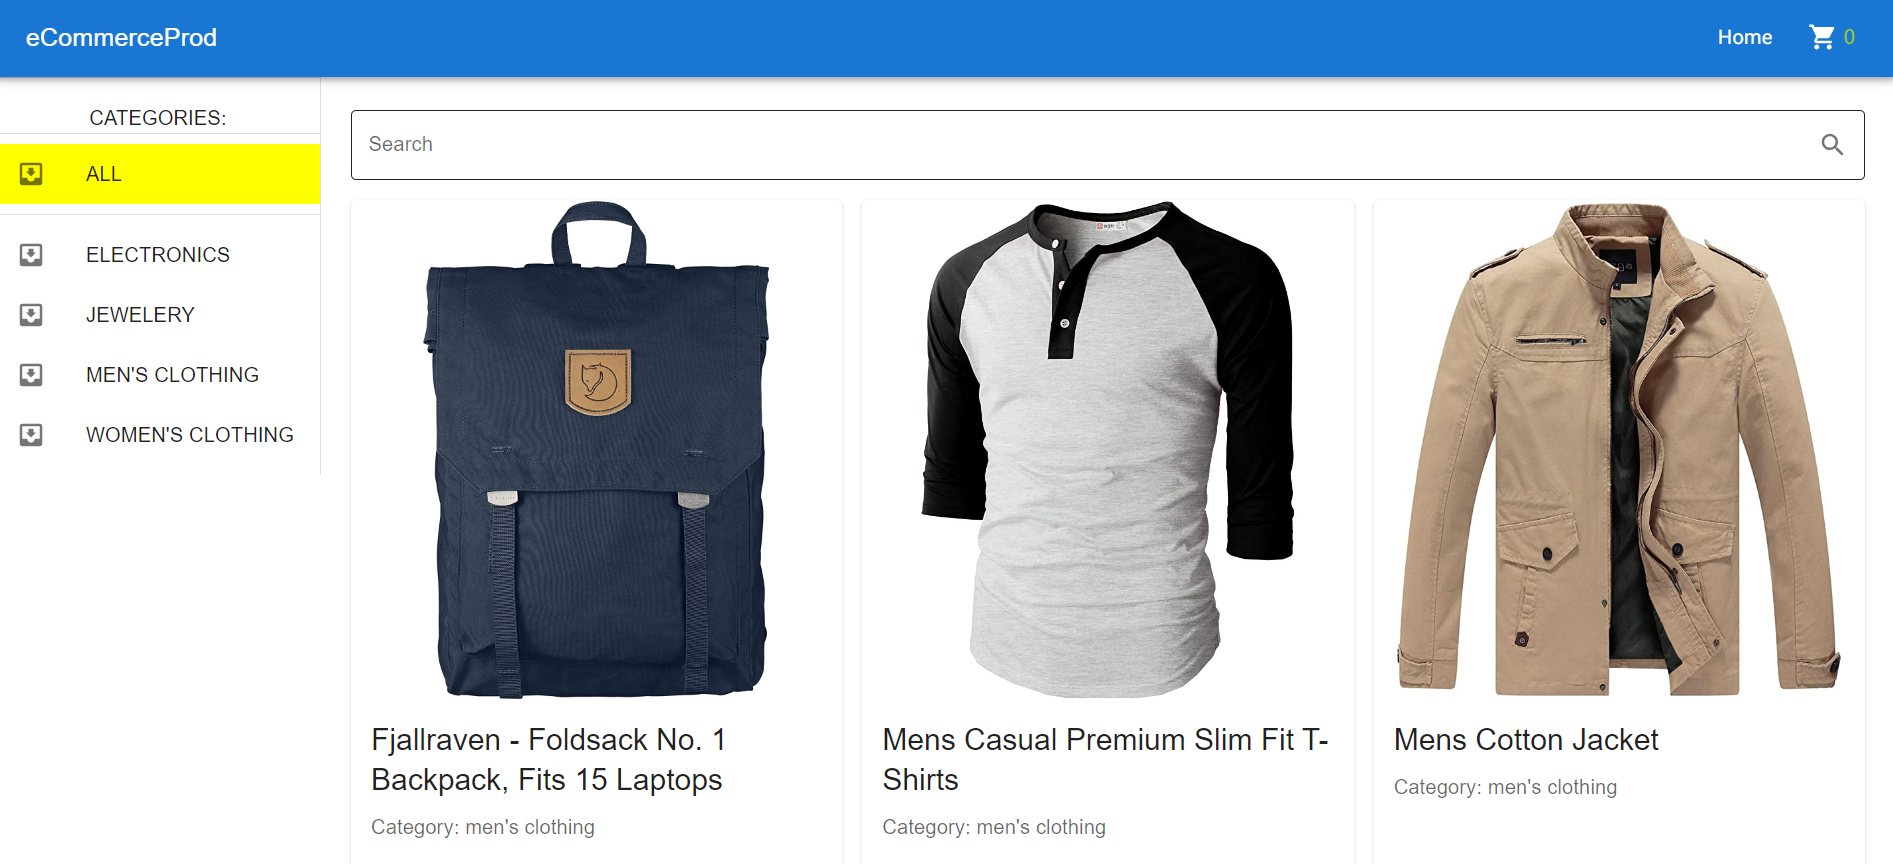 eCommerceProd
Home
0
CATEGORIES:
ALL
ELECTRONICS
JEWELERY
MEN'S CLOTHING
WOMEN'S CLOTHING
Search
Fjallraven - Foldsack No. 1
Backpack, Fits 15 Laptops
Category: men's clothing
Mens Casual Premium Slim Fit T-
Shirts
Category: men's clothing
Mens Cotton Jacket
Category: men's clothing